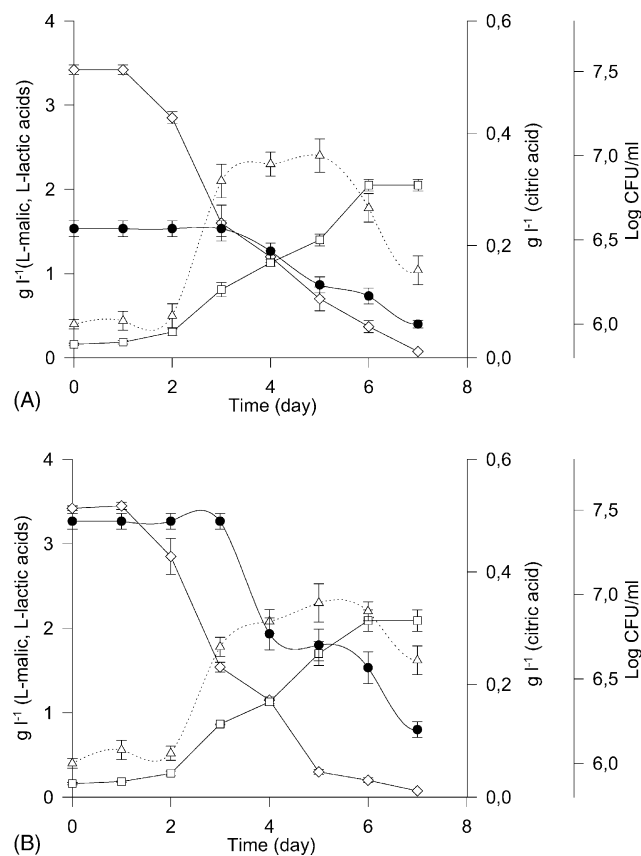 4
3
2
1
0
g l-1(L-malic, L-lactic acids)
0,6
0,4
0,2
0,0
g l-1 (citric acid)
7,5
7,0
6,5
6,0
Log CFU/ml
0 2 4 6 8
Time (day)
(A)
4
3
2
1
0
g l-1 (L-malic, L-lactic acids)
0,6
0,4
0,2
0,0
g l-1 (citric acid)
7,5
7,0
6,5
6,0
Log CFU/ml
0 2 4 6 8
Time (day)
(B)